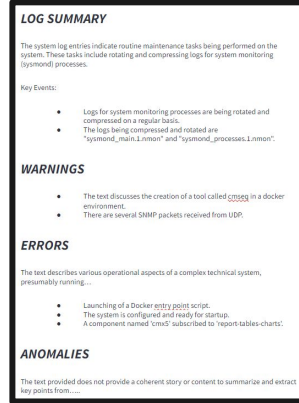 LOG SUMMARY
The system log entries indicate routine maintenance tasks being performed on the
system. These tasks include rotating and compressing logs for system monitoring
(sysmond) processes.
Key Events:
● Logs for system monitoring processes are being rotated and
compressed on a regular basis.
● The logs being compressed and rotated are
"sysmond_main.1.nmon" and "sysmond_processes.1.nmon".
WARNINGS
● The text discusses the creation of a tool called cmseq in a docker
environment.
● There are several SNMP packets received from UDP.
ERRORS
The text describes various operational aspects of a complex technical system,
presumably running…
● Launching of a Docker entry point script.
● The system is configured and ready for startup.
● A component named 'cmx5' subscribed to 'report-tables-charts'.
ANOMALIES
The text provided does not provide a coherent story or content to summarize and extract
key points from…..